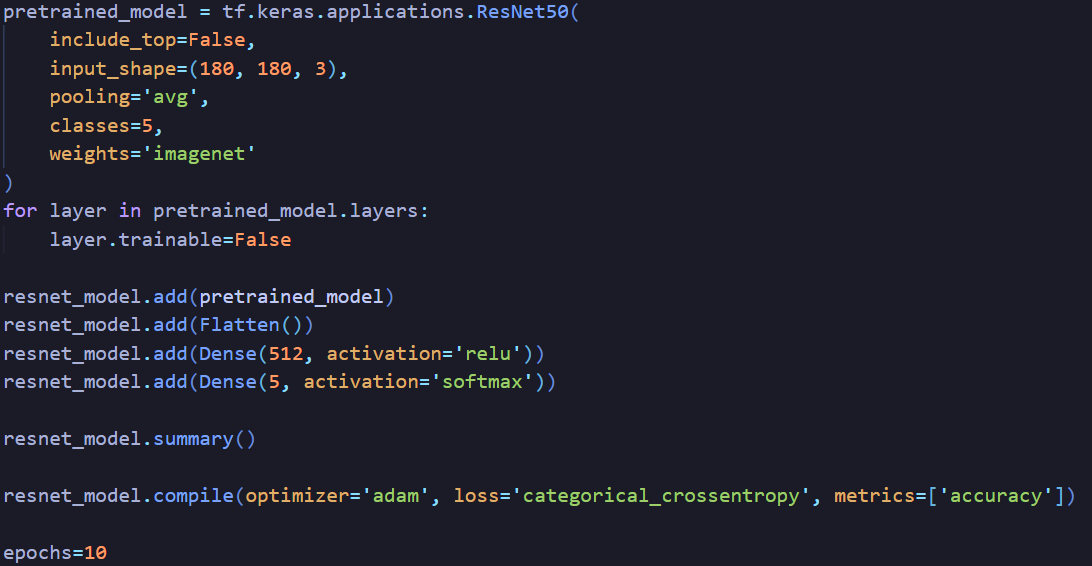 pretrained_model = tf.keras.applications.ResNet50(
    include_top=False,
    input_shape=(180, 180, 3),
    pooling='avg',
    classes=5,
    weights='imagenet'
)
for layer in pretrained_model.layers:
    layer.trainable=False

resnet_model.add(pretrained_model)
resnet_model.add(Flatten())
resnet_model.add(Dense(512, activation='relu'))
resnet_model.add(Dense(5, activation='softmax'))

resnet_model.summary()

resnet_model.compile(optimizer='adam', loss='categorical_crossentropy', metrics=['accuracy'])

epochs=10